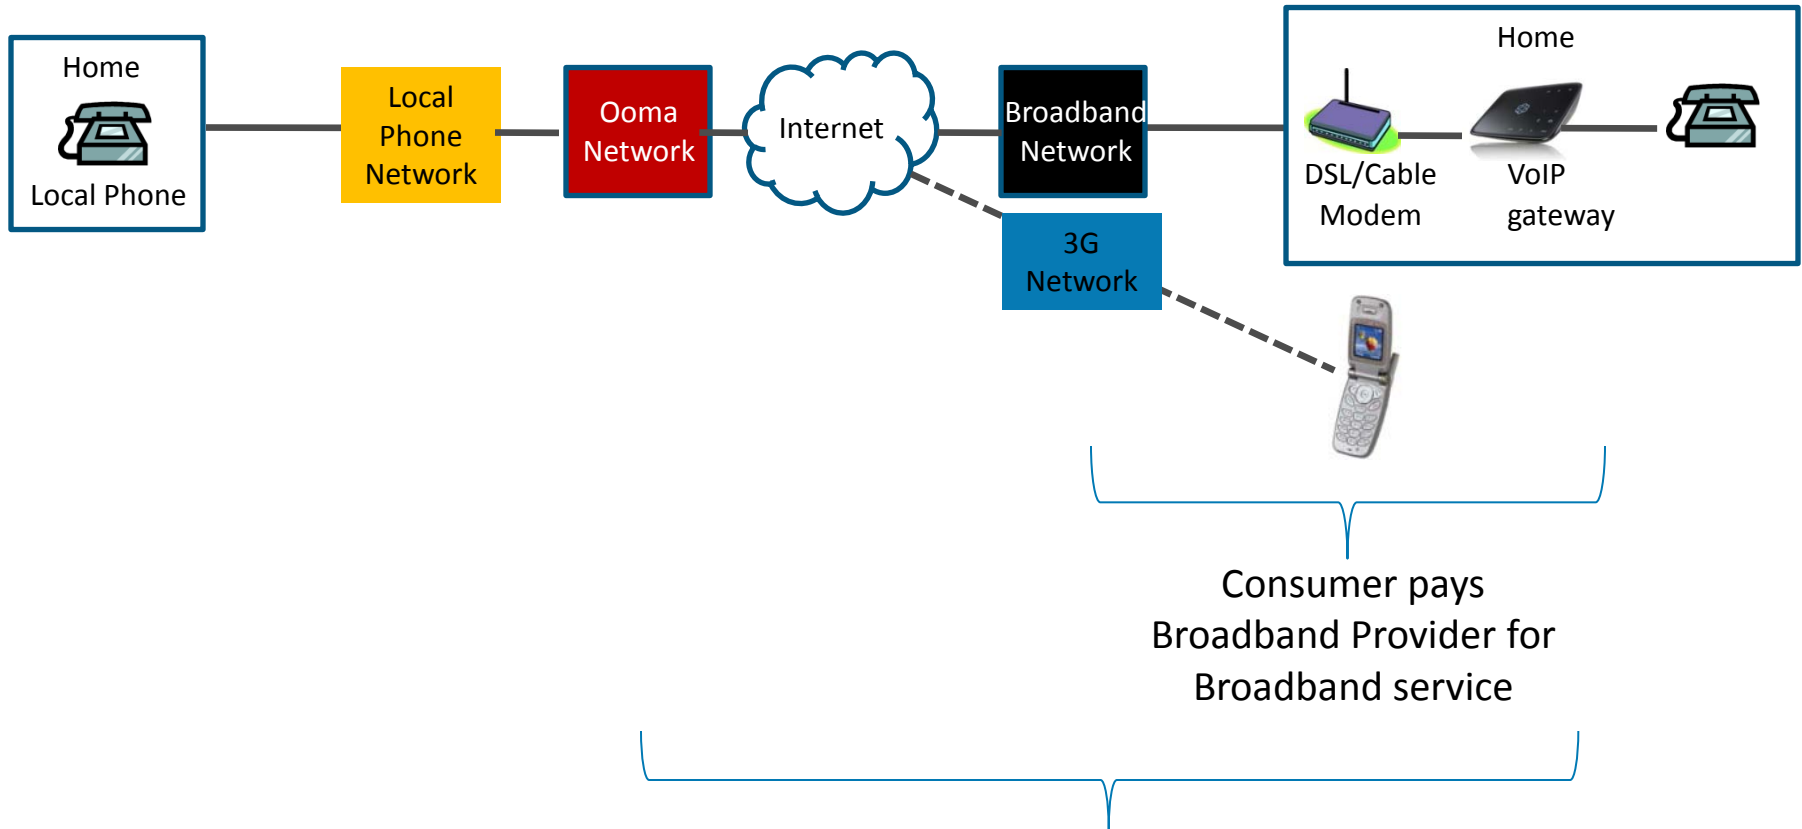 Home
Local Phone
Local
Phone
Network
Ooma
Network
Internet
Broadband
Network
3G
Network
Home
DSL/Cable
Modem
VoIP
gateway
Consumer pays
Broadband Provider for
Broadband service